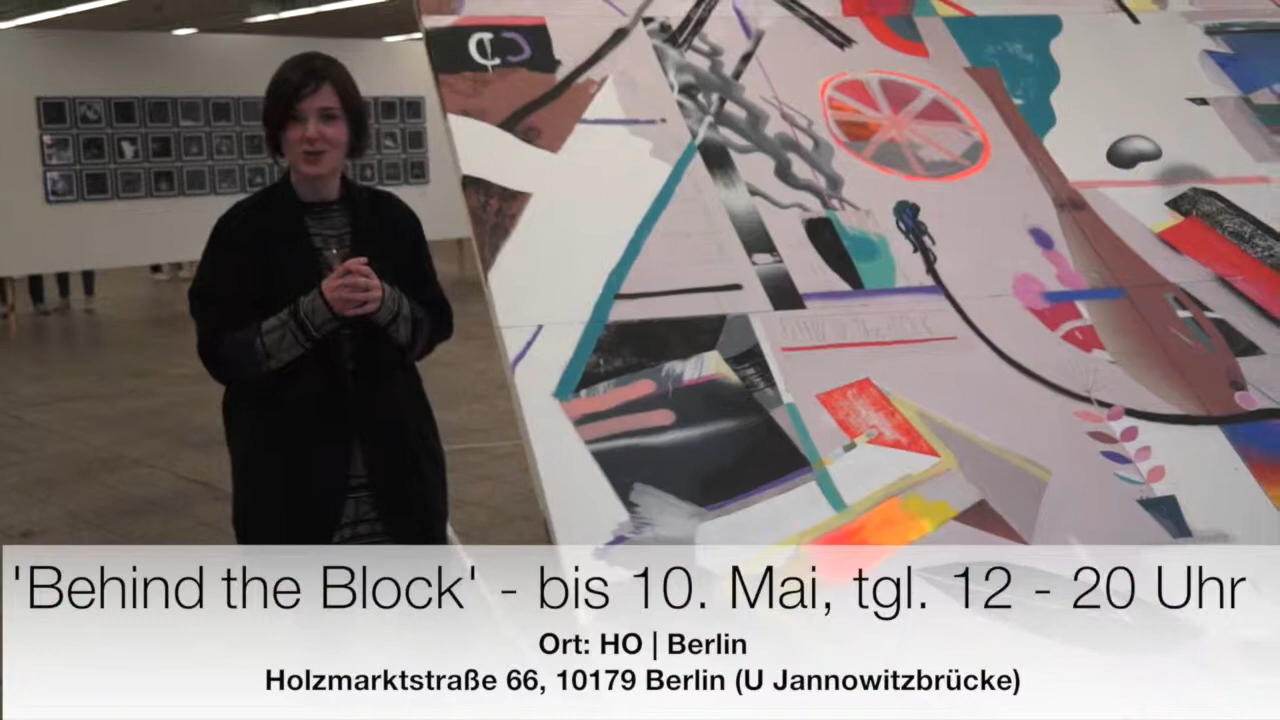 'Behind the Block' - bis 10. Mai, tgl. 12 - 20 Uhr
Ort: HO | Berlin
Holzmarktstraße 66, 10179 Berlin (U Jannowitzbrücke)